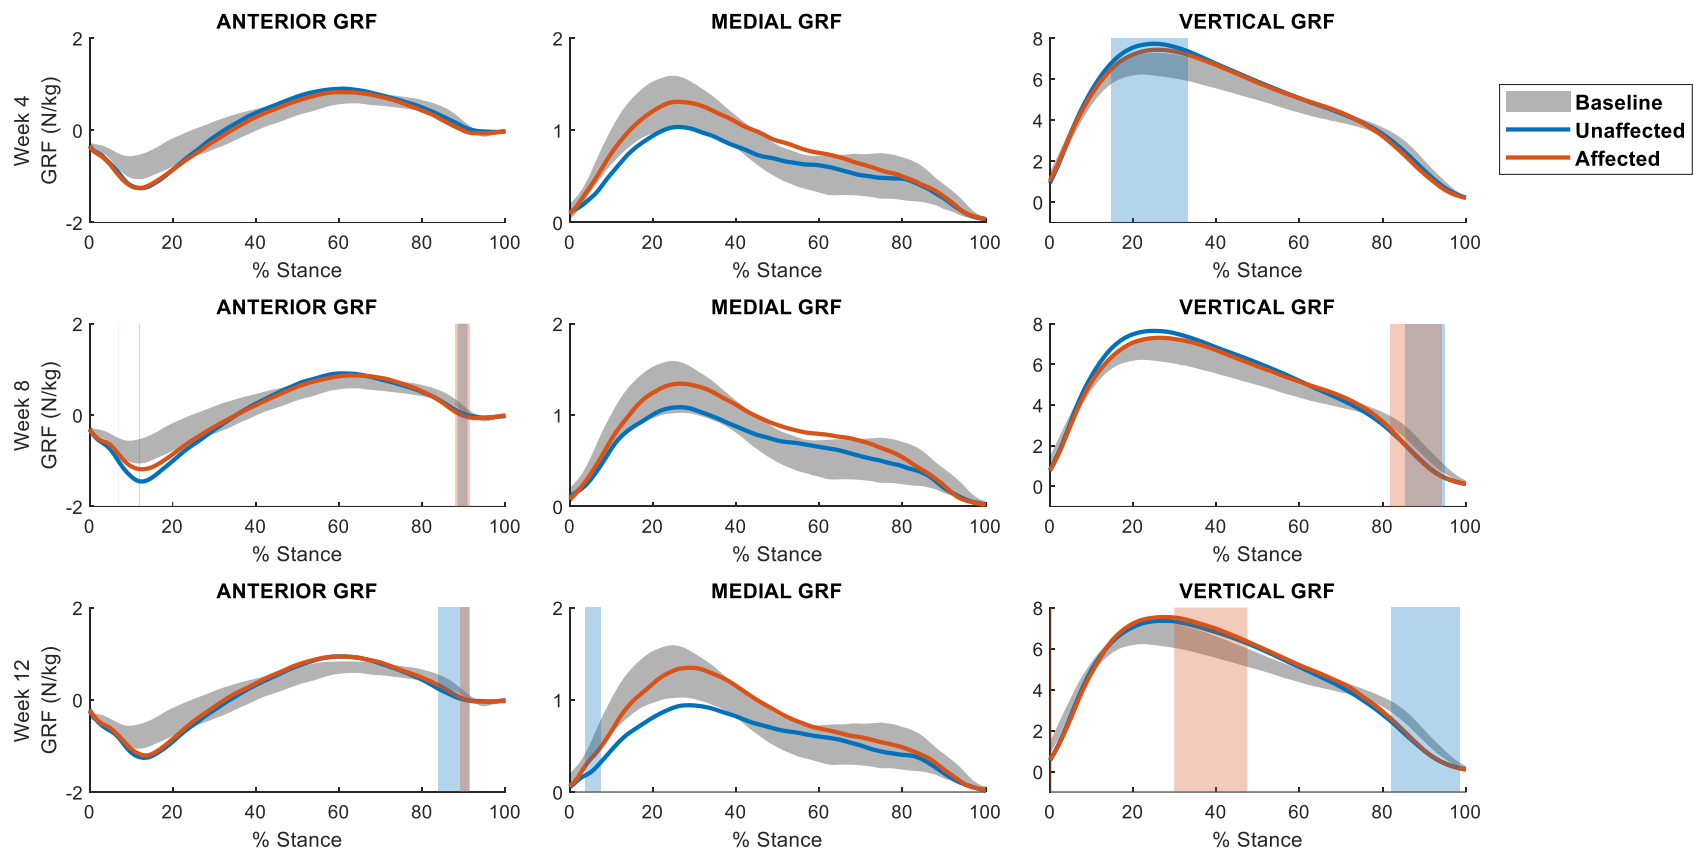 ANTERIOR GRF
MEDIAL GRF
VERTICAL GRF
Week 4
GRF (N/kg)
2
0
-2
0 20 40 60 80 100
% Stance
2
1
0
0 20 40 60 80 100
% Stance
8
6
4
2
0
0 20 40 60 80 100
% Stance
Baseline
Unaffected
Affected
ANTERIOR GRF
MEDIAL GRF
VERTICAL GRF
Week 8
GRF (N/kg)
2
0
-2
0 20 40 60 80 100
% Stance
2
1
0
0 20 40 60 80 100
% Stance
8
6
4
2
0
0 20 40 60 80 100
% Stance
ANTERIOR GRF
MEDIAL GRF
VERTICAL GRF
Week 12
GRF (N/kg)
2
0
-2
0 20 40 60 80 100
% Stance
2
1
0
0 20 40 60 80 100
% Stance
8
6
4
2
0
0 20 40 60 80 100
% Stance